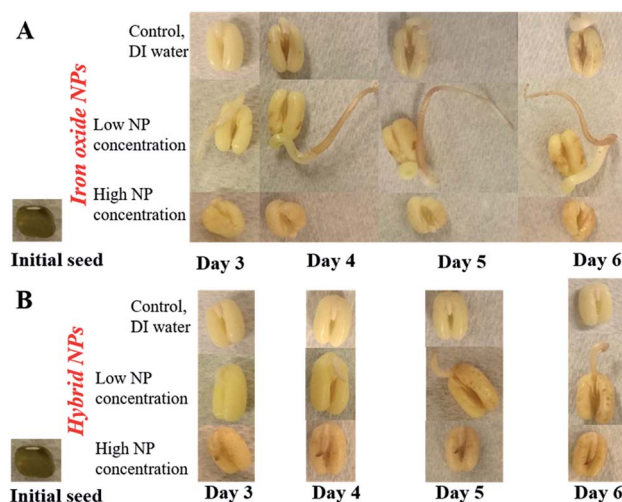 A
Control,
DI water
Iron oxide NPs
Low NP
concentration
High NP
concentration
Initial seed
Day 3
Day 4
Day 5
Day 6
B
Control,
DI water
Hybrid NPs
Low NP
concentration
High NP
concentration
Initial seed
Day 3
Day 4
Day 5
Day 6